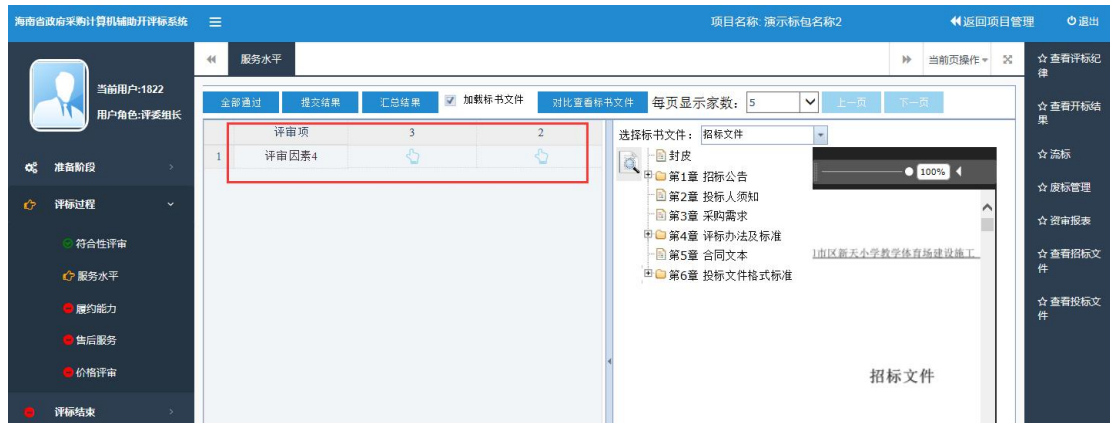 海南省政府采购计算机辅助开评标系统 项目名称: 演示标包名称2 返回项目管理 退出
当前用户:1822
用户角色:评委组长
准备阶段
评标过程
符合性评审
服务水平
履约能力
售后服务
价格评审
评标结束
服务水平 当前页操作
全部通过 提交结果 汇总结果 加载标书文件 对比查看标书文件 每页显示家数: 5 上一页 下一页
评审项 3 2
1 评审因素4
选择标书文件: 招标文件
封皮
第1章 招标公告
第2章 投标人须知
第3章 采购需求
第4章 评标办法及标准
第5章 合同文本
第6章 投标文件格式标准
100%
市区新天小学教学体育场建设施工
招标文件
查看评标纪律
查看开标结果
流标
废标管理
资审报表
查看招标文件
查看投标文件